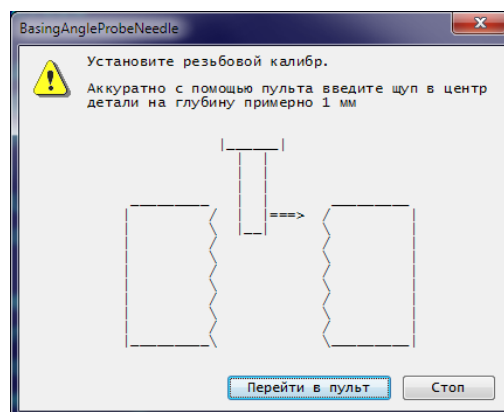 BasingAngleProbeNeedle
Установите резьбовой калибр.
Аккуратно с помощью пульта введите щуп в центр
детали на глубину примерно 1 мм
Перейти в пульт
Стоп